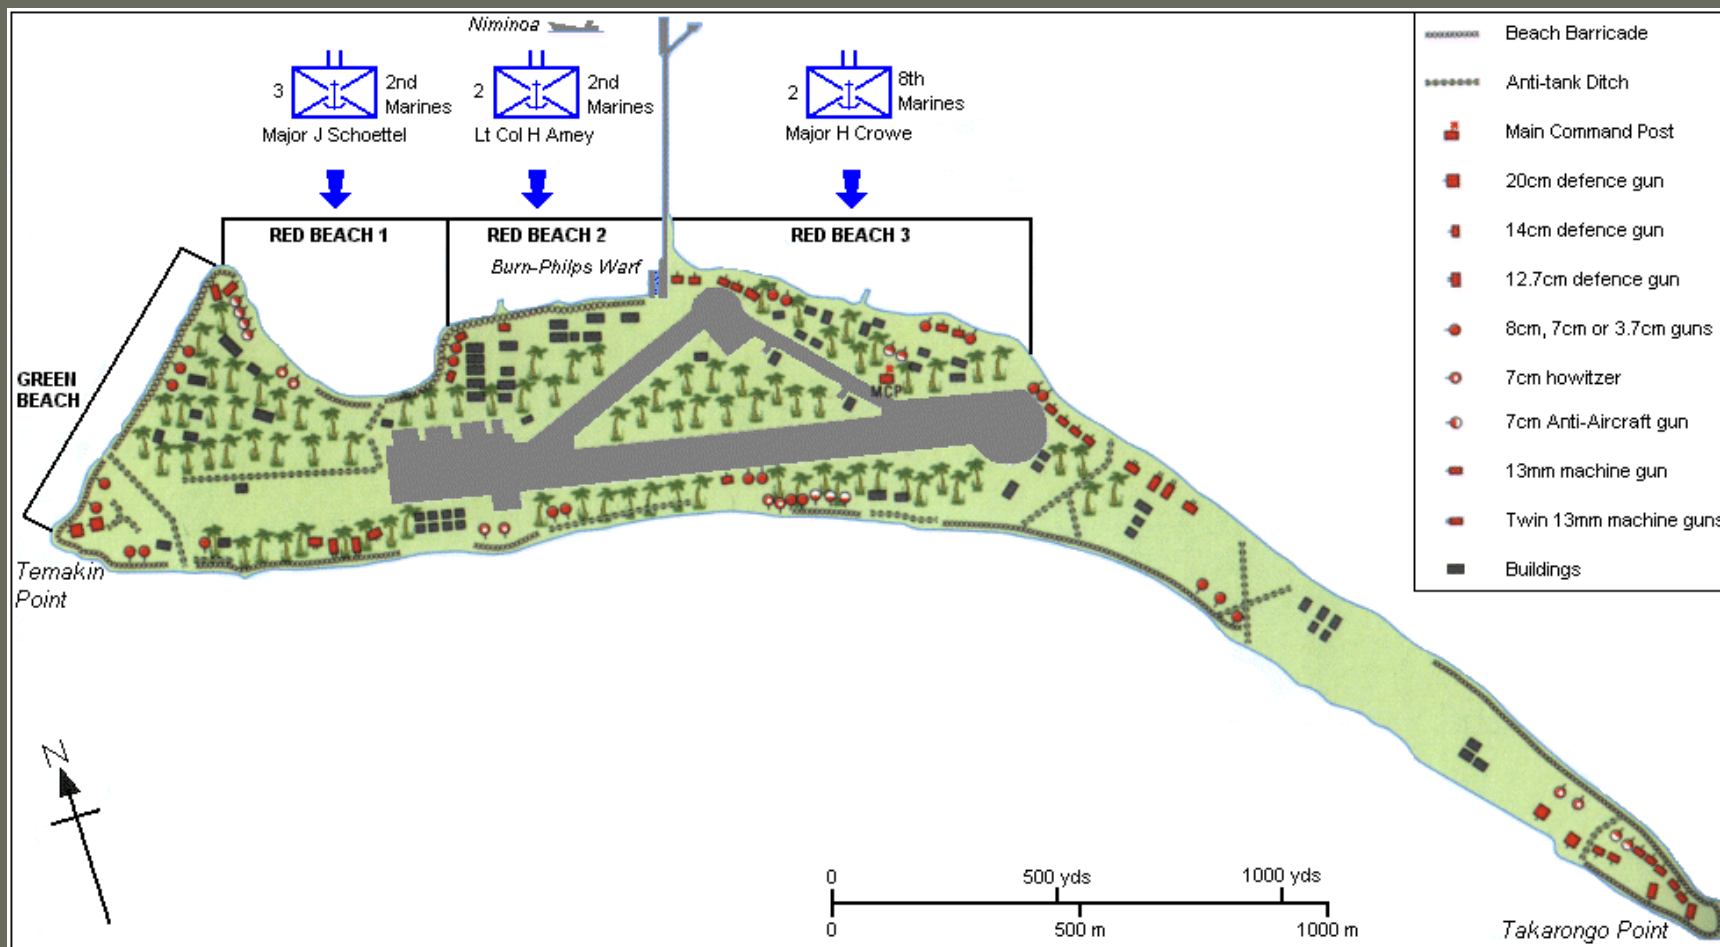 Niminoa
3
2nd
Marines
Major J Schoettel
2
2nd
Marines
Lt Col H Amey
2
8th
Marines
Major H Crowe
RED BEACH 1
RED BEACH 2
RED BEACH 3
Burn-Philps Warf
GREEN
BEACH
MCP
Temakin
Point
N
0
500 yds
1000 yds
0
500 m
1000 m
Takarongo Point
Beach Barricade
Anti-tank Ditch
Main Command Post
20cm defence gun
14cm defence gun
12.7cm defence gun
8cm, 7cm or 3.7cm guns
7cm howitzer
7cm Anti-Aircraft gun
13mm machine gun
Twin 13mm machine guns
Buildings